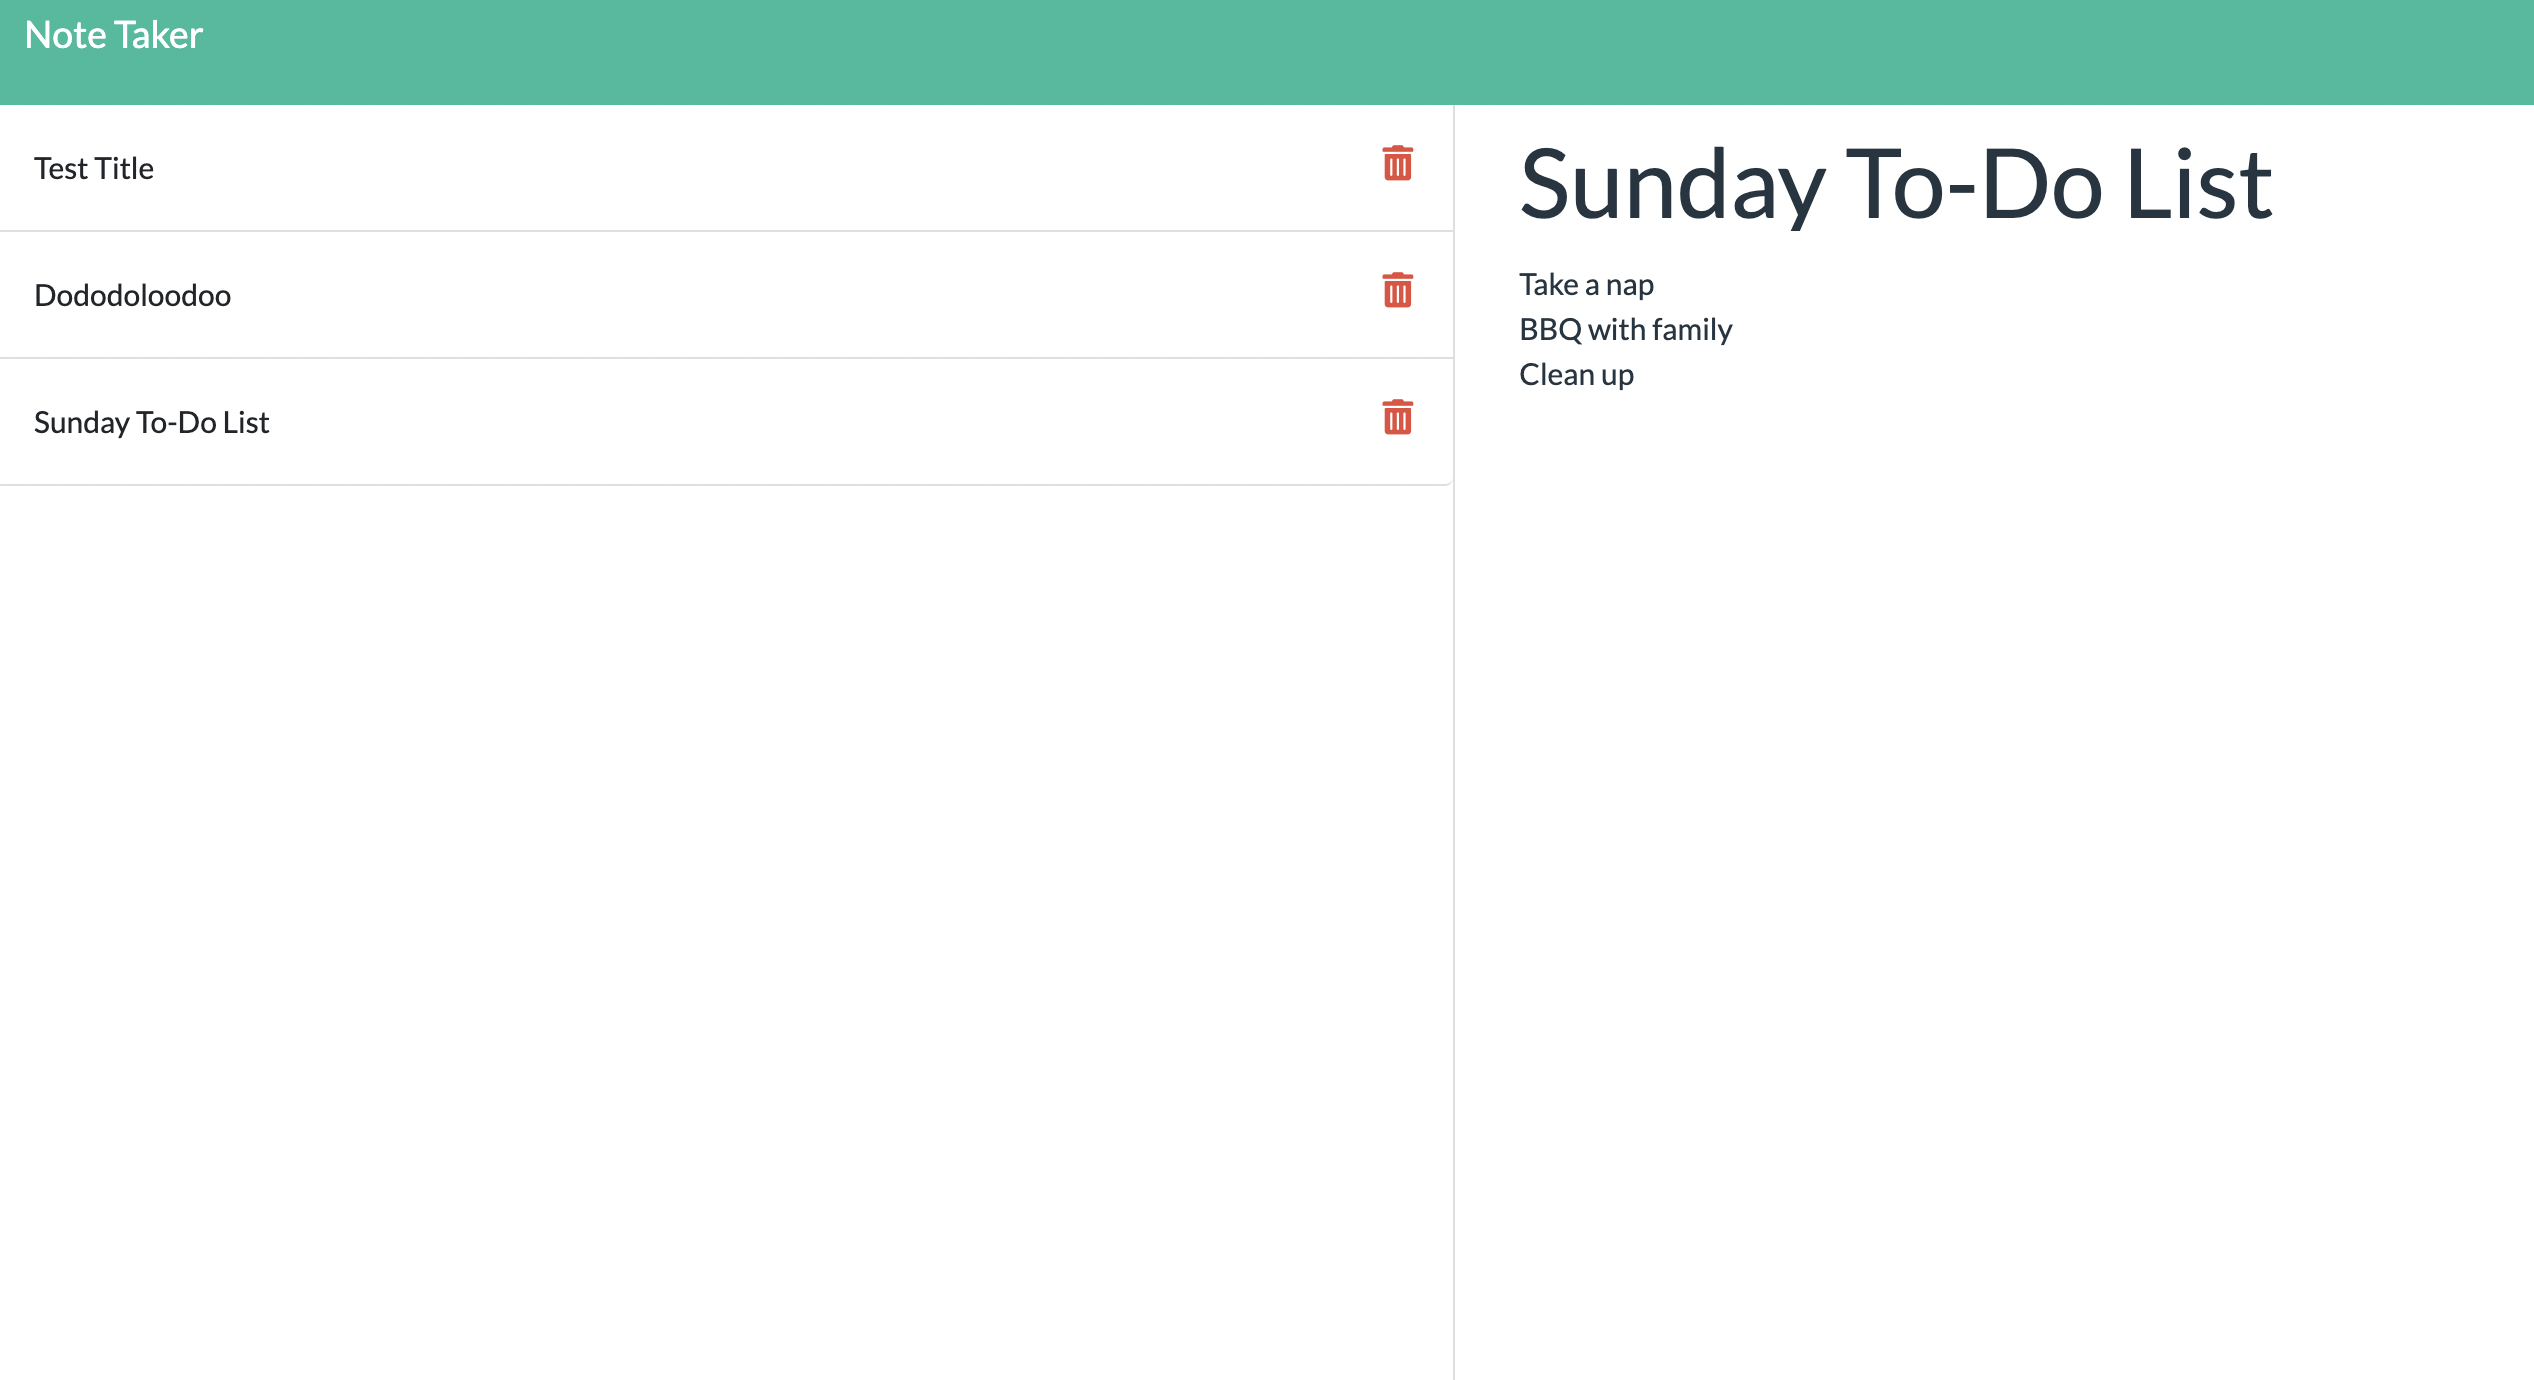 Note Taker
Test Title
Dododoloodoo
Sunday To-Do List
Sunday To-Do List
Take a nap
BBQ with family
Clean up